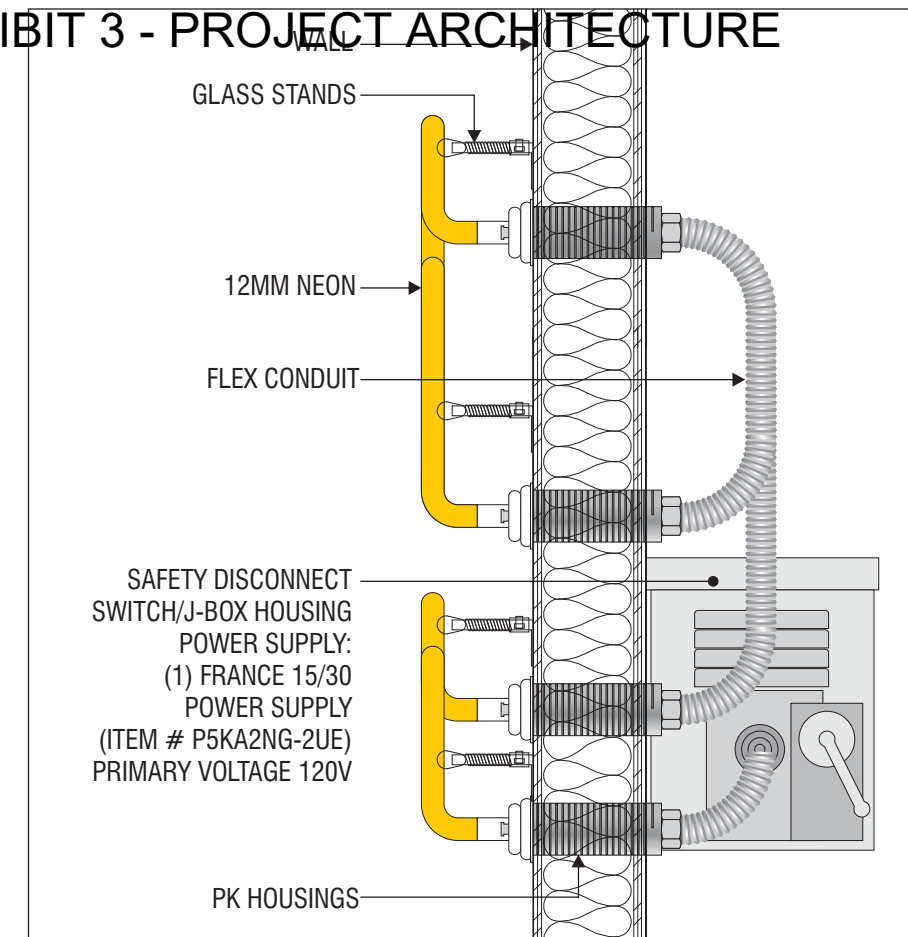 IBIT 3 - PROJECT ARCHITECTURE
WALL
GLASS STANDS
12MM NEON
FLEX CONDUIT
SAFETY DISCONNECT
SWITCH/J-BOX HOUSING
POWER SUPPLY:
(1) FRANCE 15/30
POWER SUPPLY
(ITEM # P5KA2NG-2UE)
PRIMARY VOLTAGE 120V
PK HOUSINGS